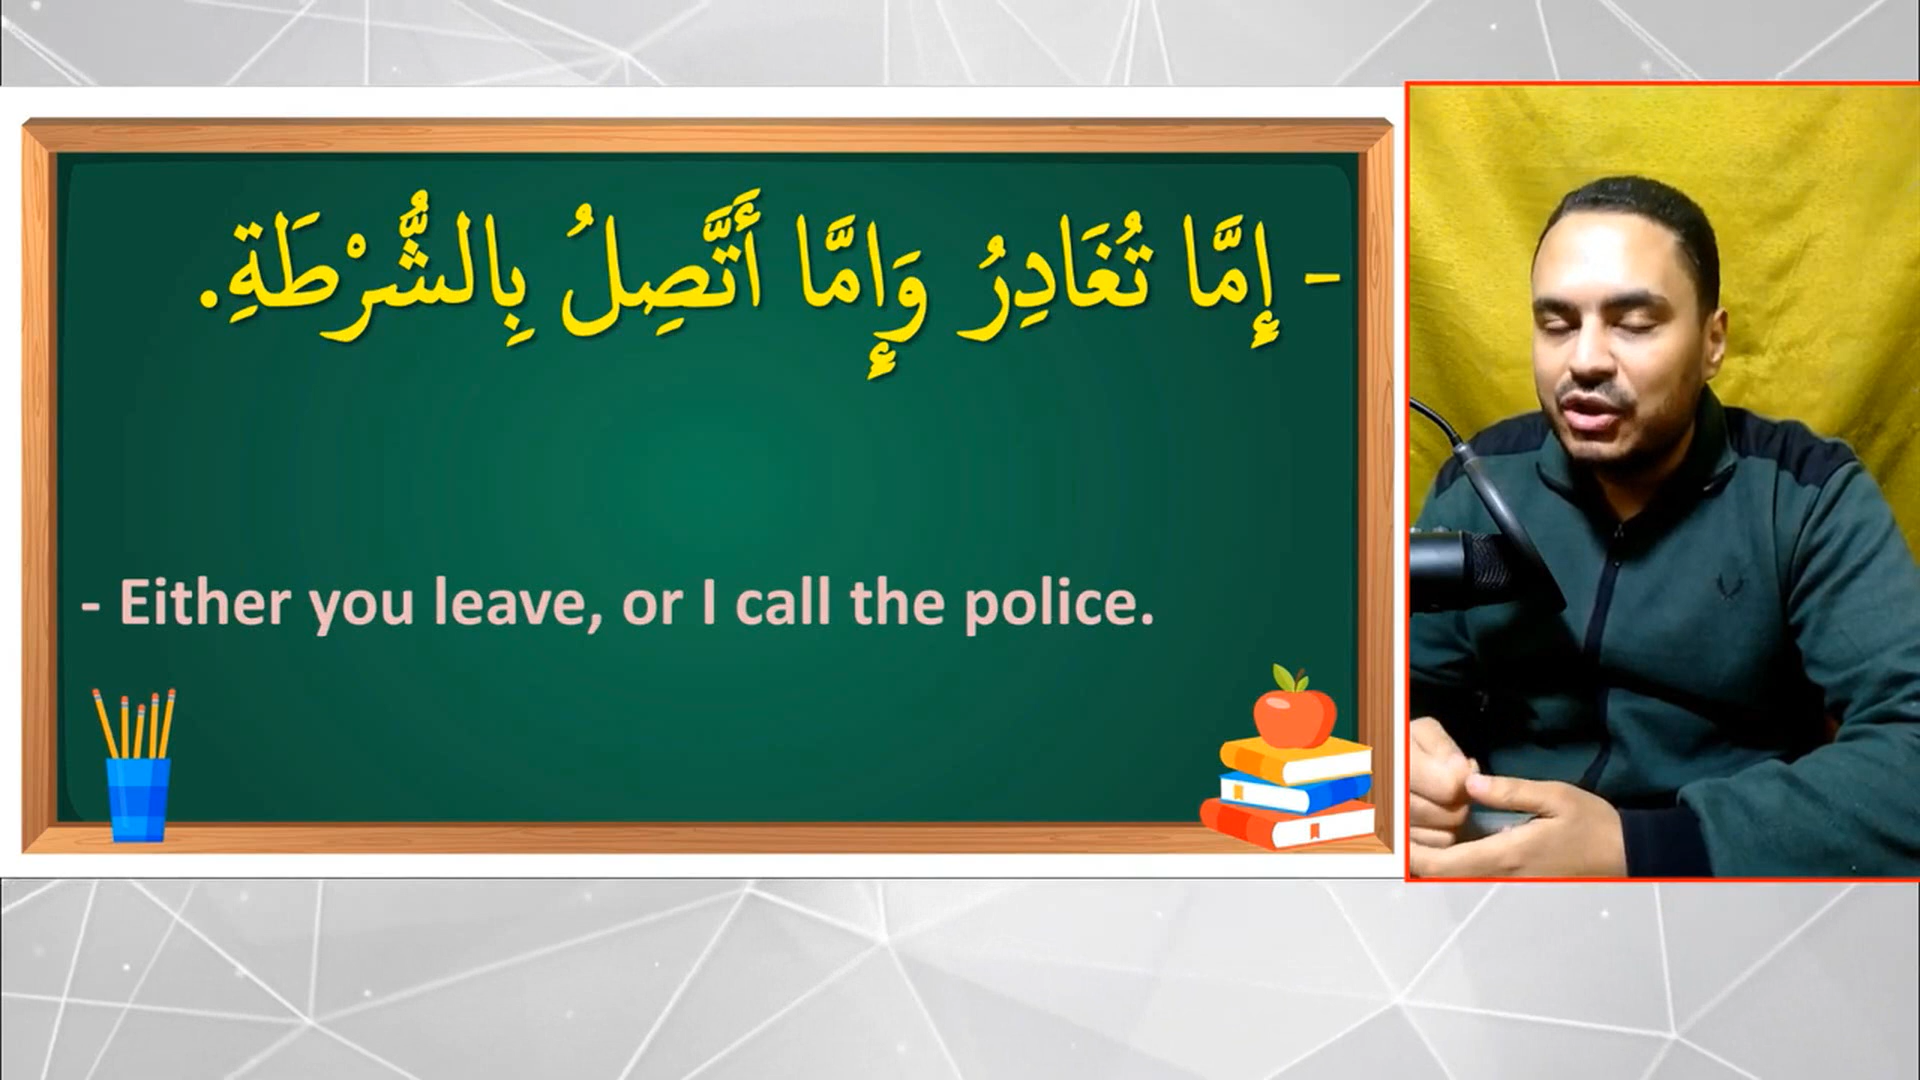 - إِمَّا تُغَادِرُ وَإِمَّا أَتَّصِلُ بِالشُّرْطَةِ.
- Either you leave, or I call the police.